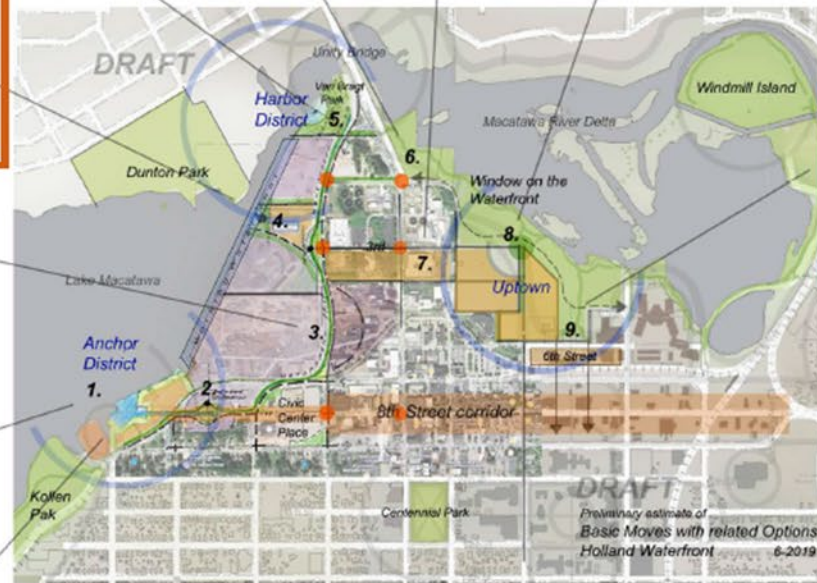 DRAFT
Unity Bridge
Harbor
District
Van Bragt
Park
5.
Windmill Island
Macatawa River Delta
Dunton Park
6.
Window on the
Waterfront
4.
8.
3rd
7.
Lake Macatawa
Uptown
3.
9.
Anchor
District
6th Street
1.
2.
Civic
Center
Place
8th Street corridor
Kollen
Pak
Centennial Park
DRAFT
Preliminary estimate of
Basic Moves with related Options
Holland Waterfront 6-2019